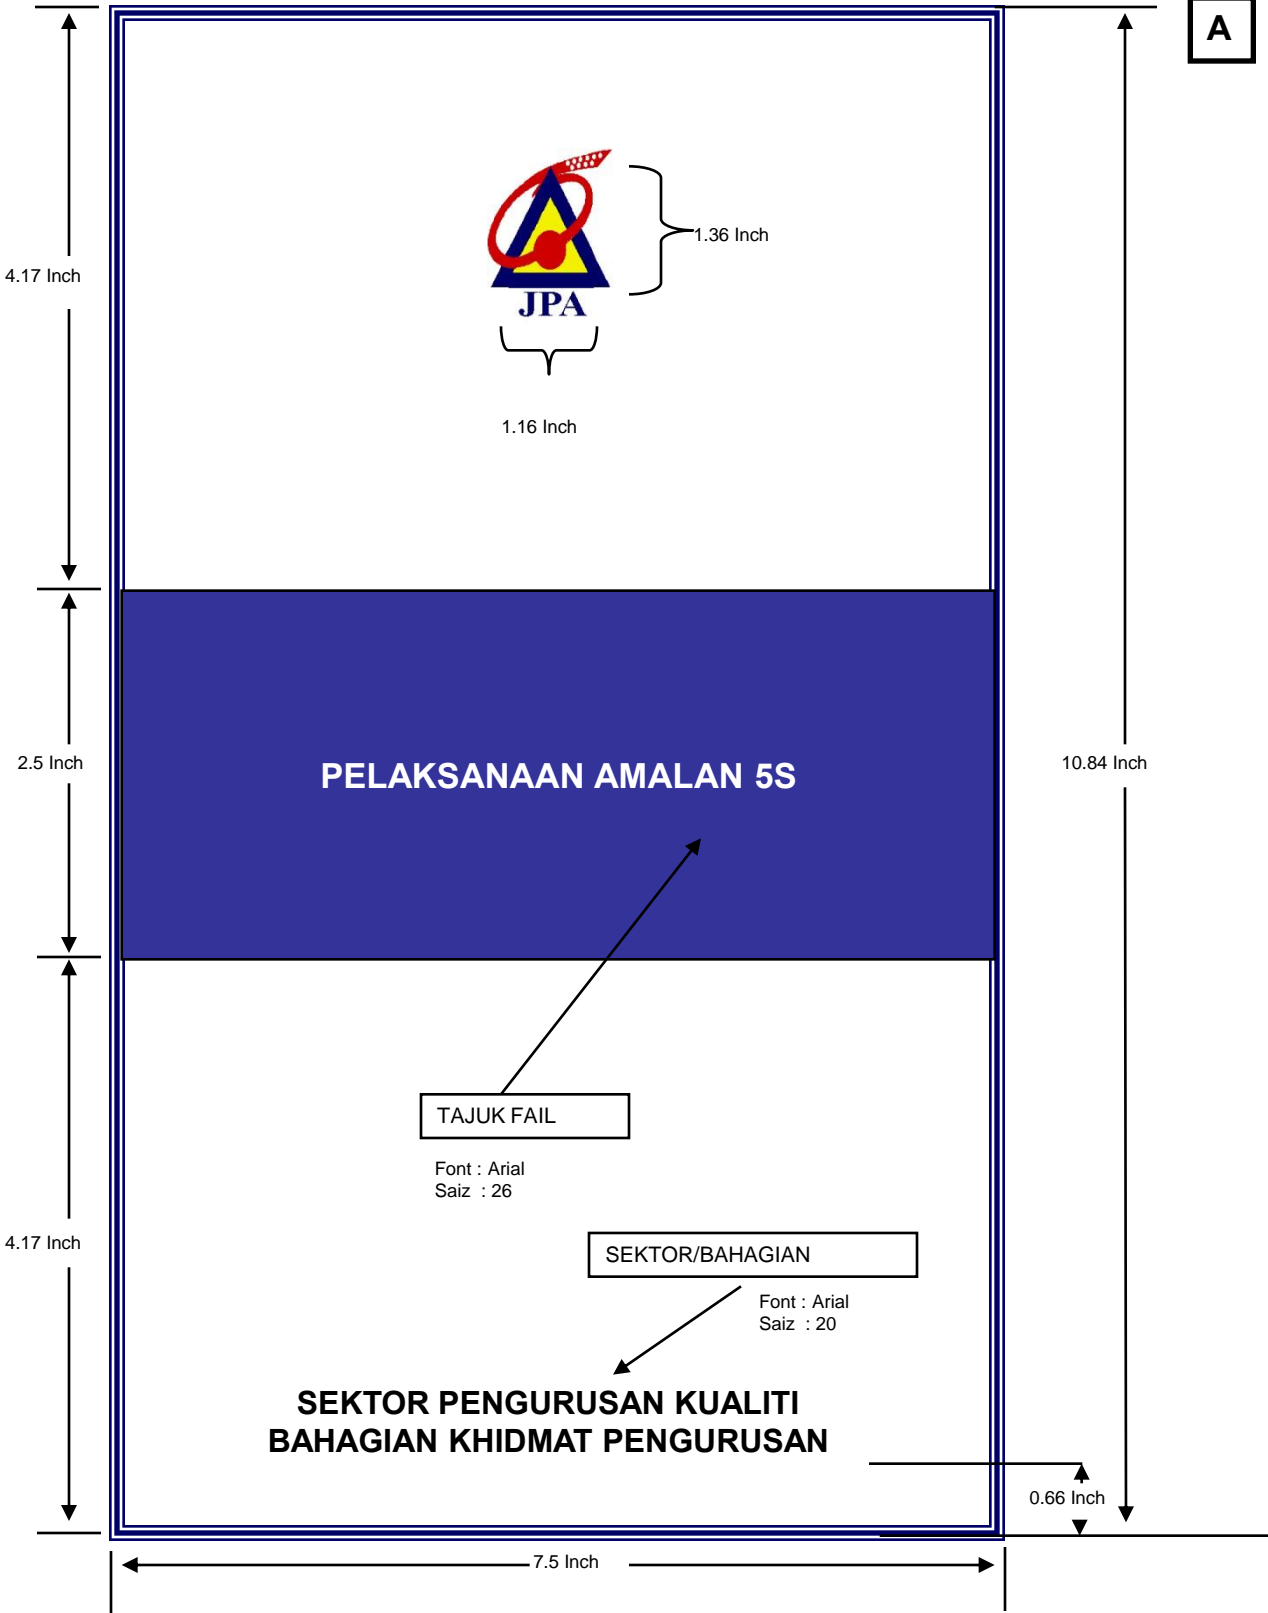 A
JPA
1.36 Inch
4.17 Inch
1.16 Inch
2.5 Inch
PELAKSANAAN AMALAN 5S
10.84 Inch
TAJUK FAIL
Font : Arial
Saiz : 26
4.17 Inch
SEKTOR/BAHAGIAN
Font : Arial
Saiz : 20
SEKTOR PENGURUSAN KUALITI
BAHAGIAN KHIDMAT PENGURUSAN
0.66 Inch
7.5 Inch